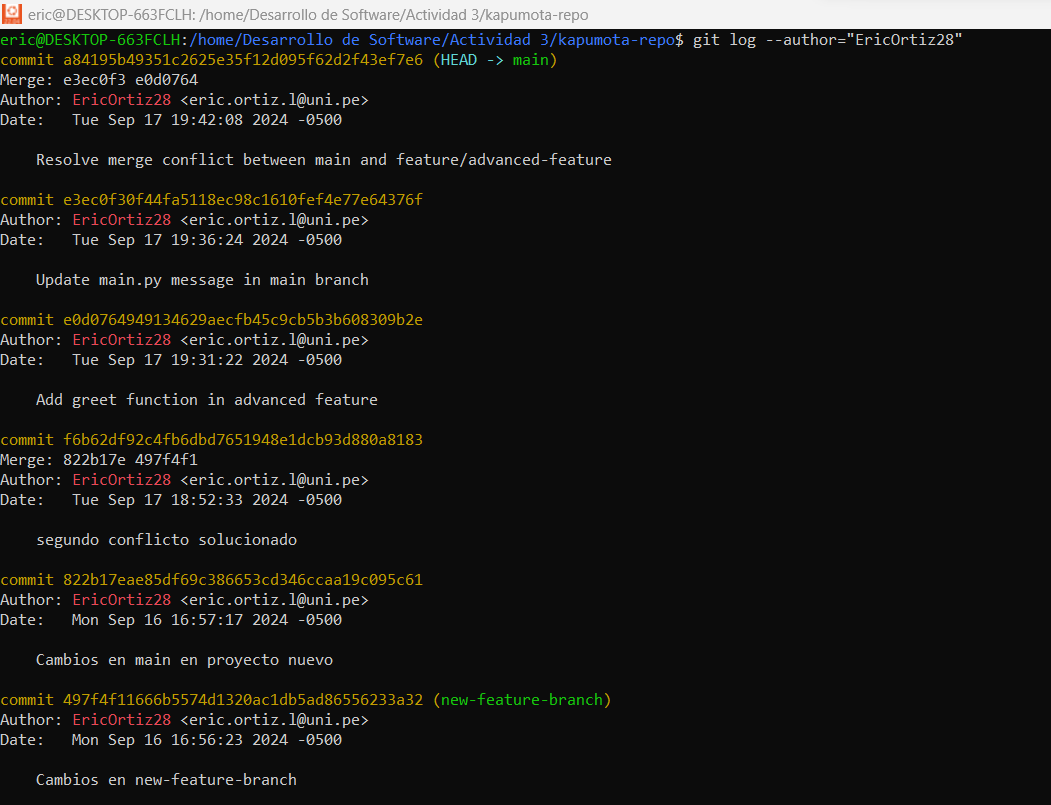 eric@DESKTOP-663FCLH: /home/Desarrollo de Software/Actividad 3/kapumota-repo
eric@DESKTOP-663FCLH:/home/Desarrollo de Software/Actividad 3/kapumota-repo$ git log --author="EricOrtiz28"
commit a84195b49351c2625e35f12d095f62d2f43ef7e6 (HEAD -> main)
Merge: e3ec0f3 e0d0764
Author: EricOrtiz28 <eric.ortiz.l@uni.pe>
Date:   Tue Sep 17 19:42:08 2024 -0500
    Resolve merge conflict between main and feature/advanced-feature
commit e3ec0f30f44fa5118ec98c1610fef4e77e64376f
Author: EricOrtiz28 <eric.ortiz.l@uni.pe>
Date:   Tue Sep 17 19:36:24 2024 -0500
    Update main.py message in main branch
commit e0d0764949134629aecfb45c9cb5b3b608309b2e
Author: EricOrtiz28 <eric.ortiz.l@uni.pe>
Date:   Tue Sep 17 19:31:22 2024 -0500
    Add greet function in advanced feature
commit f6b62df92c4fb6dbd7651948e1dcb93d880a8183
Merge: 822b17e 497f4f1
Author: EricOrtiz28 <eric.ortiz.l@uni.pe>
Date:   Tue Sep 17 18:52:33 2024 -0500
    segundo conflicto solucionado
commit 822b17eae85df69c386653cd346ccaa19c095c61
Author: EricOrtiz28 <eric.ortiz.l@uni.pe>
Date:   Mon Sep 16 16:57:17 2024 -0500
    Cambios en main en proyecto nuevo
commit 497f4f11666b5574d1320ac1db5ad86556233a32 (new-feature-branch)
Author: EricOrtiz28 <eric.ortiz.l@uni.pe>
Date:   Mon Sep 16 16:56:23 2024 -0500
    Cambios en new-feature-branch